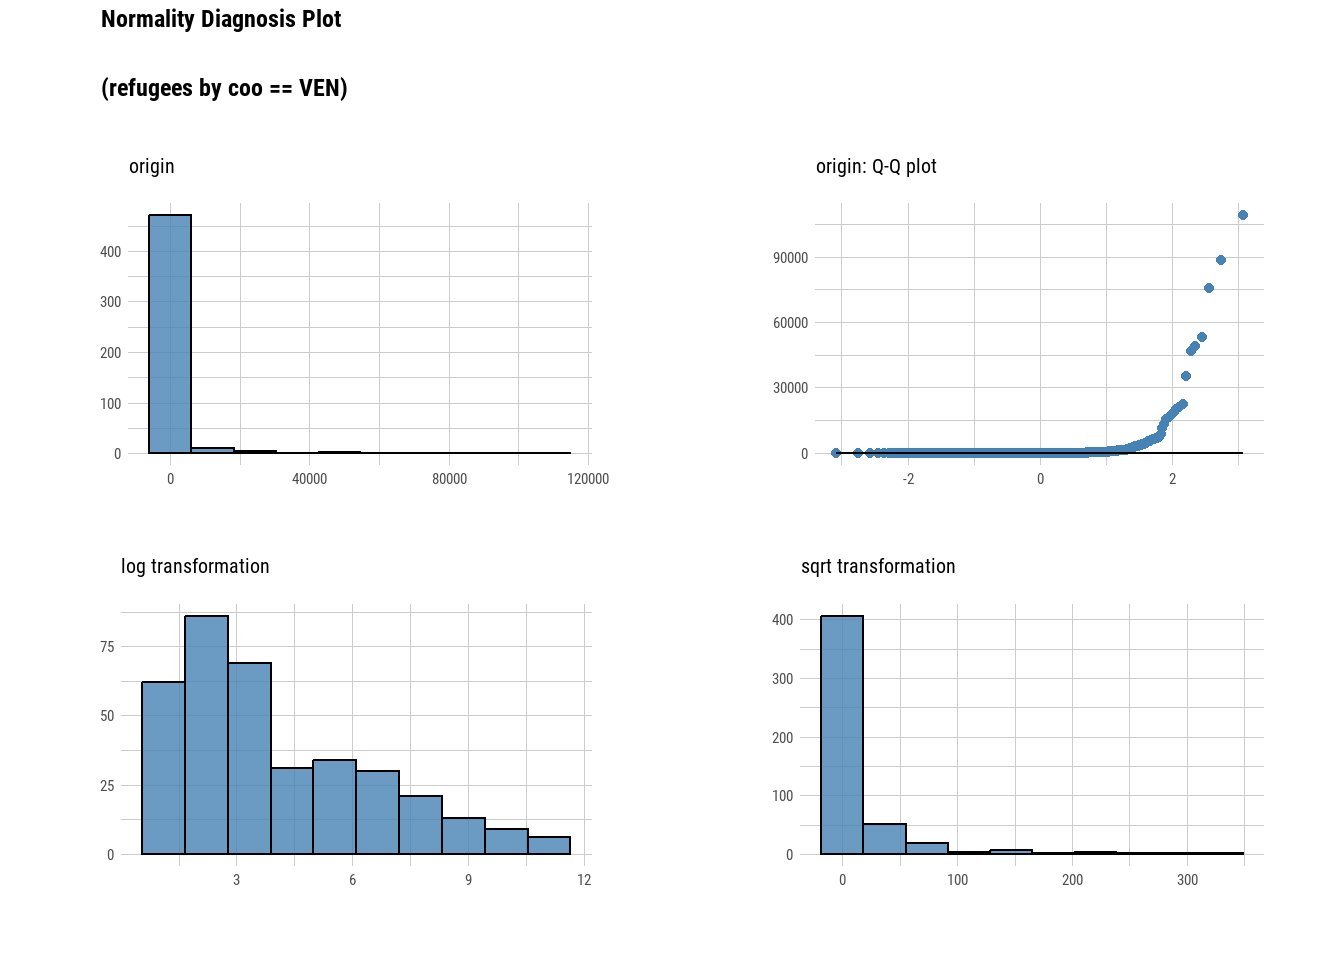 Normality Diagnosis Plot
(refugees by coo == VEN)
origin
400
300
200
100
0
0 40000 80000 120000
origin: Q-Q plot
90000
60000
30000
0
-2 0 2
log transformation
75
50
25
0
3 6 9 12
sqrt transformation
400
300
200
100
0
0 100 200 300